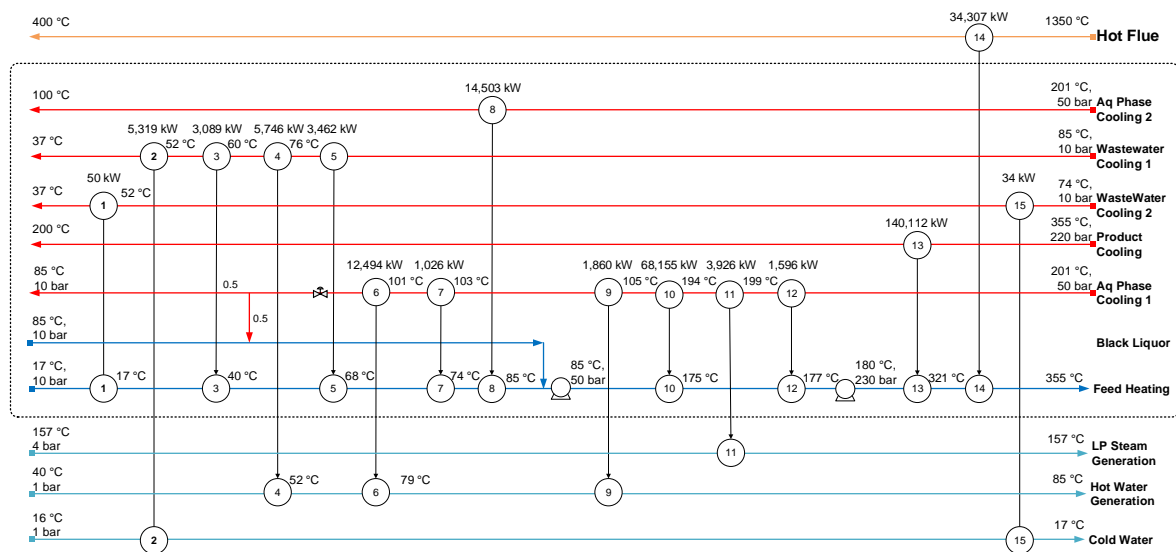 400 °C
34,307 kW
1350 °C
14
Hot Flue
100 °C
14,503 kW
8
201 °C,
50 bar
Aq Phase
Cooling 2
37 °C
5,319 kW
2
52 °C
3,089 kW
3
60 °C
5,746 kW
4
76 °C
3,462 kW
5
85 °C
10 bar
Wastewater
Cooling 1
37 °C
50 kW
1
52 °C
34 kW
15
74 °C,
10 bar
WasteWater
Cooling 2
200 °C
140,112 kW
13
355 °C,
220 bar
Product
Cooling
85 °C
10 bar
0.5
0.5
12,494 kW
6
101 °C
1,026 kW
7
103 °C
1,860 kW
9
105 °C
68,155 kW
10
194 °C
3,926 kW
11
199 °C
1,596 kW
12
201 °C,
50 bar
Aq Phase
Cooling 1
85 °C,
10 bar
Black Liquor
17 °C,
10 bar
1
17 °C
3
40 °C
5
68 °C
7
74 °C
8
85 °C
85 °C,
50 bar
10
175 °C
12
177 °C
180 °C,
230 bar
13
321 °C
14
355 °C
Feed Heating
157 °C
4 bar
11
157 °C
LP Steam
Generation
40 °C
1 bar
4
52 °C
6
79 °C
9
85 °C
Hot Water
Generation
16 °C
1 bar
2
15
17 °C
Cold Water